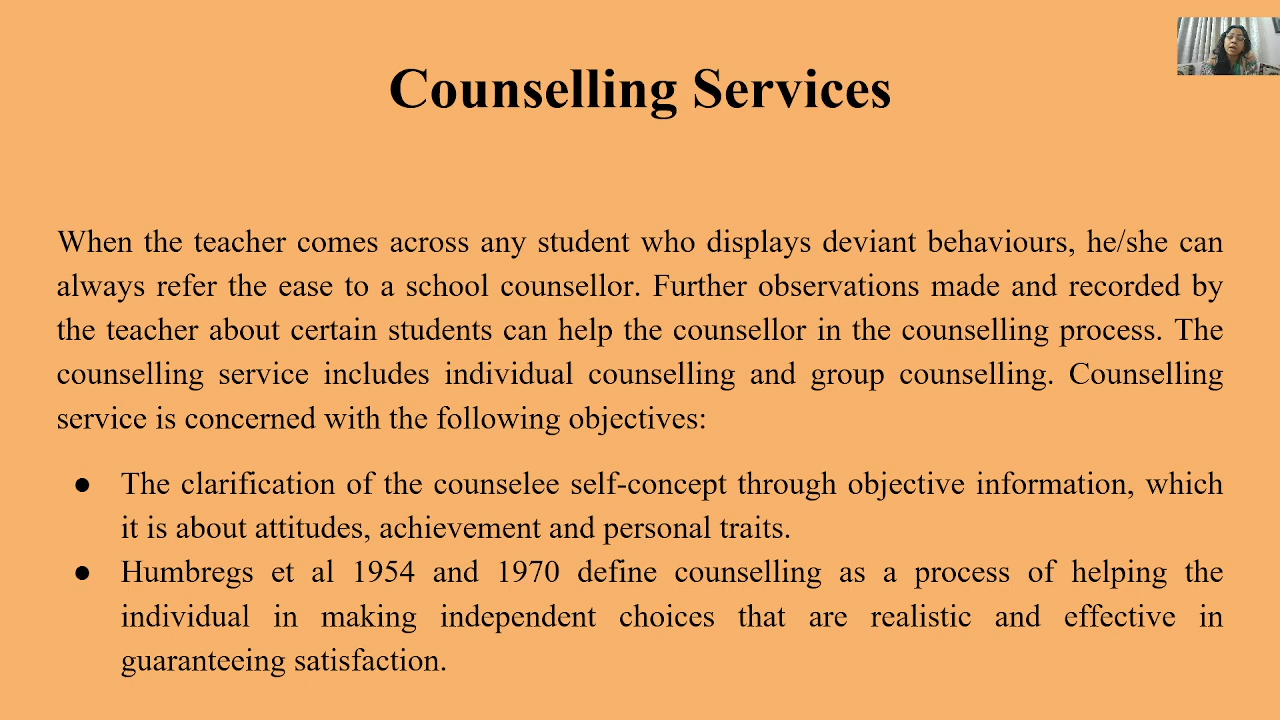 Counselling Services
When the teacher comes across any student who displays deviant behaviours, he/she can
always refer the ease to a school counsellor. Further observations made and recorded by
the teacher about certain students can help the counsellor in the counselling process. The
counselling service includes individual counselling and group counselling. Counselling
service is concerned with the following objectives:
● The clarification of the counselee self-concept through objective information, which
it is about attitudes, achievement and personal traits.
● Humbregs et al 1954 and 1970 define counselling as a process of helping the
individual in making independent choices that are realistic and effective in
guaranteeing satisfaction.